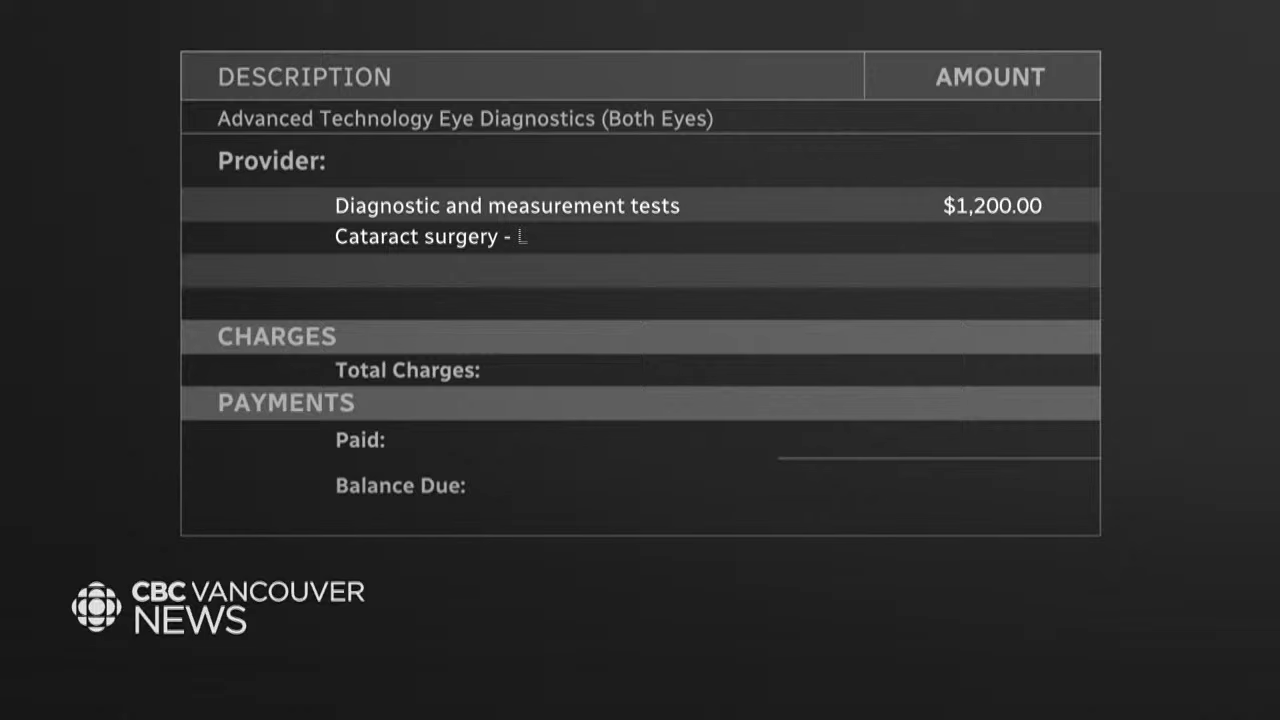 DESCRIPTION AMOUNT
Advanced Technology Eye Diagnostics (Both Eyes)
Provider:
Diagnostic and measurement tests $1,200.00
Cataract surgery -
CHARGES
Total Charges:
PAYMENTS
Paid:
Balance Due:
CBC VANCOUVER
NEWS